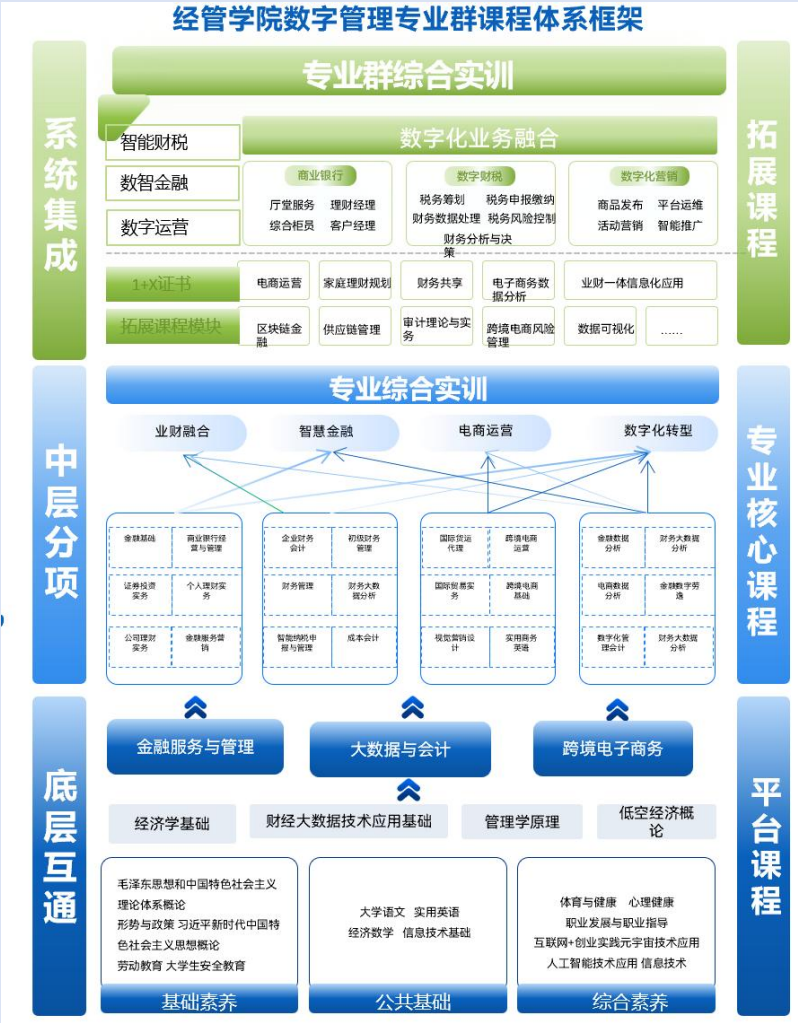 经管学院数字管理专业群课程体系框架
系统集成
拓展课程
专业群综合实训
智能财税
数智金融
数字运营
数字化业务融合
商业银行
厅堂服务 理财经理
综合柜员 客户经理
数字财税
税务筹划 税务申报缴纳
财务数据处理 税务风险控制
财务分析与决
策
数字化营销
商品发布 平台运维
活动营销 智能推广
1+X证书
电商运营
家庭理财规划
财务共享
电子商务数
据分析
业财一体信息化应用
拓展课程模块
区块链金
融
供应链管理
审计理论与实
务
跨境电商风险
管理
数据可视化
……
中层分项
专业核心课程
专业综合实训
业财融合
智慧金融
电商运营
数字化转型
金融基础
商业银行经
营与管理
证券投资
实务
个人理财实
务
公司理财
实务
金融服务营
销
企业财务
会计
初级财务
管理
财务管理
财务大数
据分析
智能纳税申
报与管理
成本会计
国际货运
代理
跨境电商
运营
国际贸易实
务
跨境电商
基础
视觉营销设
计
实用商务
英语
金融数据
分析
财务大数据
分析
电商数据
分析
金融数字营
造
数字化管
理会计
财务大数据
分析
底层互通
平台课程
金融服务与管理
大数据与会计
跨境电子商务
经济学基础
财经大数据技术应用基础
管理学原理
低空经济概
论
毛泽东思想和中国特色社会主义
理论体系概论
形势与政策 习近平新时代中国特
色社会主义思想概论
劳动教育 大学生安全教育
基础素养
大学语文 实用英语
经济数学 信息技术基础
公共基础
体育与健康 心理健康
职业发展与职业指导
互联网+创业实践元宇宙技术应用
人工智能技术应用 信息技术
综合素养